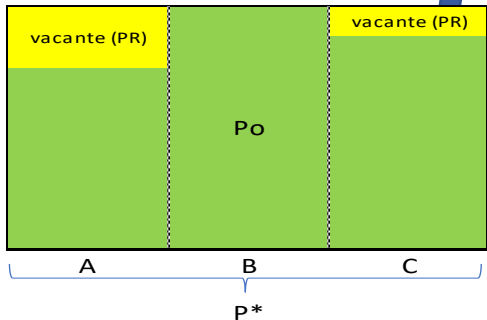 vacante (PR)
vacante (PR)
Po
A B C
P*